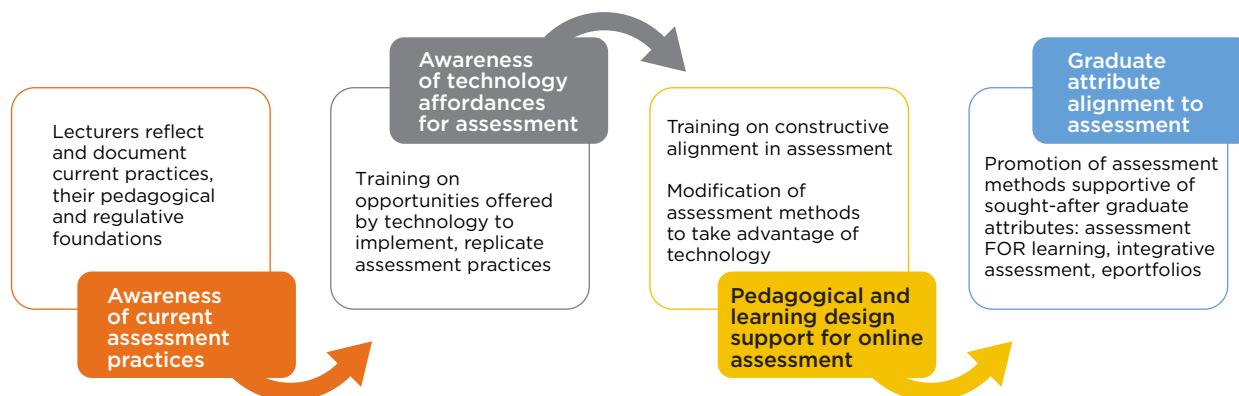 Lecturers reflect
and document
current practices,
their pedagogical
and regulative
foundations
Awareness
of current
assessment
practices
Awareness
of technology
affordances
for assessment
Training on
opportunities offered
by technology to
implement, replicate
assessment practices
Training on constructive
alignment in assessment
Modification of
assessment methods
to take advantage of
technology
Pedagogical and
learning design
support for online
assessment
Graduate
attribute
alignment to
assessment
Promotion of assessment
methods supportive of
sought-after graduate
attributes: assessment
FOR learning, integrative
assessment, eportfolios